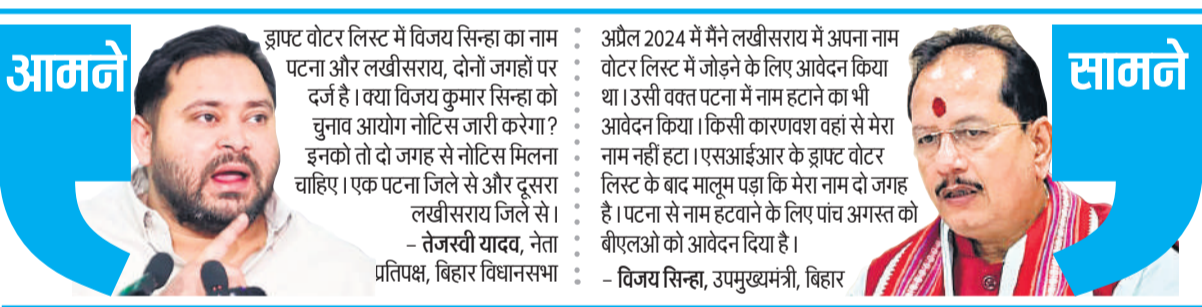 आमने
ड्राफ्ट वोटर लिस्ट में विजय सिन्हा का नाम
पटना और लखीसराय, दोनों जगहों पर
दर्ज है। क्या विजय कुमार सिन्हा को
चुनाव आयोग नोटिस जारी करेगा?
इनको तो दो जगह से नोटिस मिलना
चाहिए। एक पटना जिले से और दूसरा
लखीसराय जिले से।
– तेजस्वी यादव, नेता
प्रतिपक्ष, बिहार विधानसभा
अप्रैल 2024 में मैंने लखीसराय में अपना नाम
वोटर लिस्ट में जोड़ने के लिए आवेदन किया
था। उसी वक्त पटना में नाम हटाने का भी
आवेदन किया। किसी कारणवश वहां से मेरा
नाम नहीं हटा। एसआईआर के ड्राफ्ट वोटर
लिस्ट के बाद मालूम पड़ा कि मेरा नाम दो जगह
है। पटना से नाम हटवाने के लिए पांच अगस्त को
बीएलओ को आवेदन दिया है।
– विजय सिन्हा, उपमुख्यमंत्री, बिहार
सामने